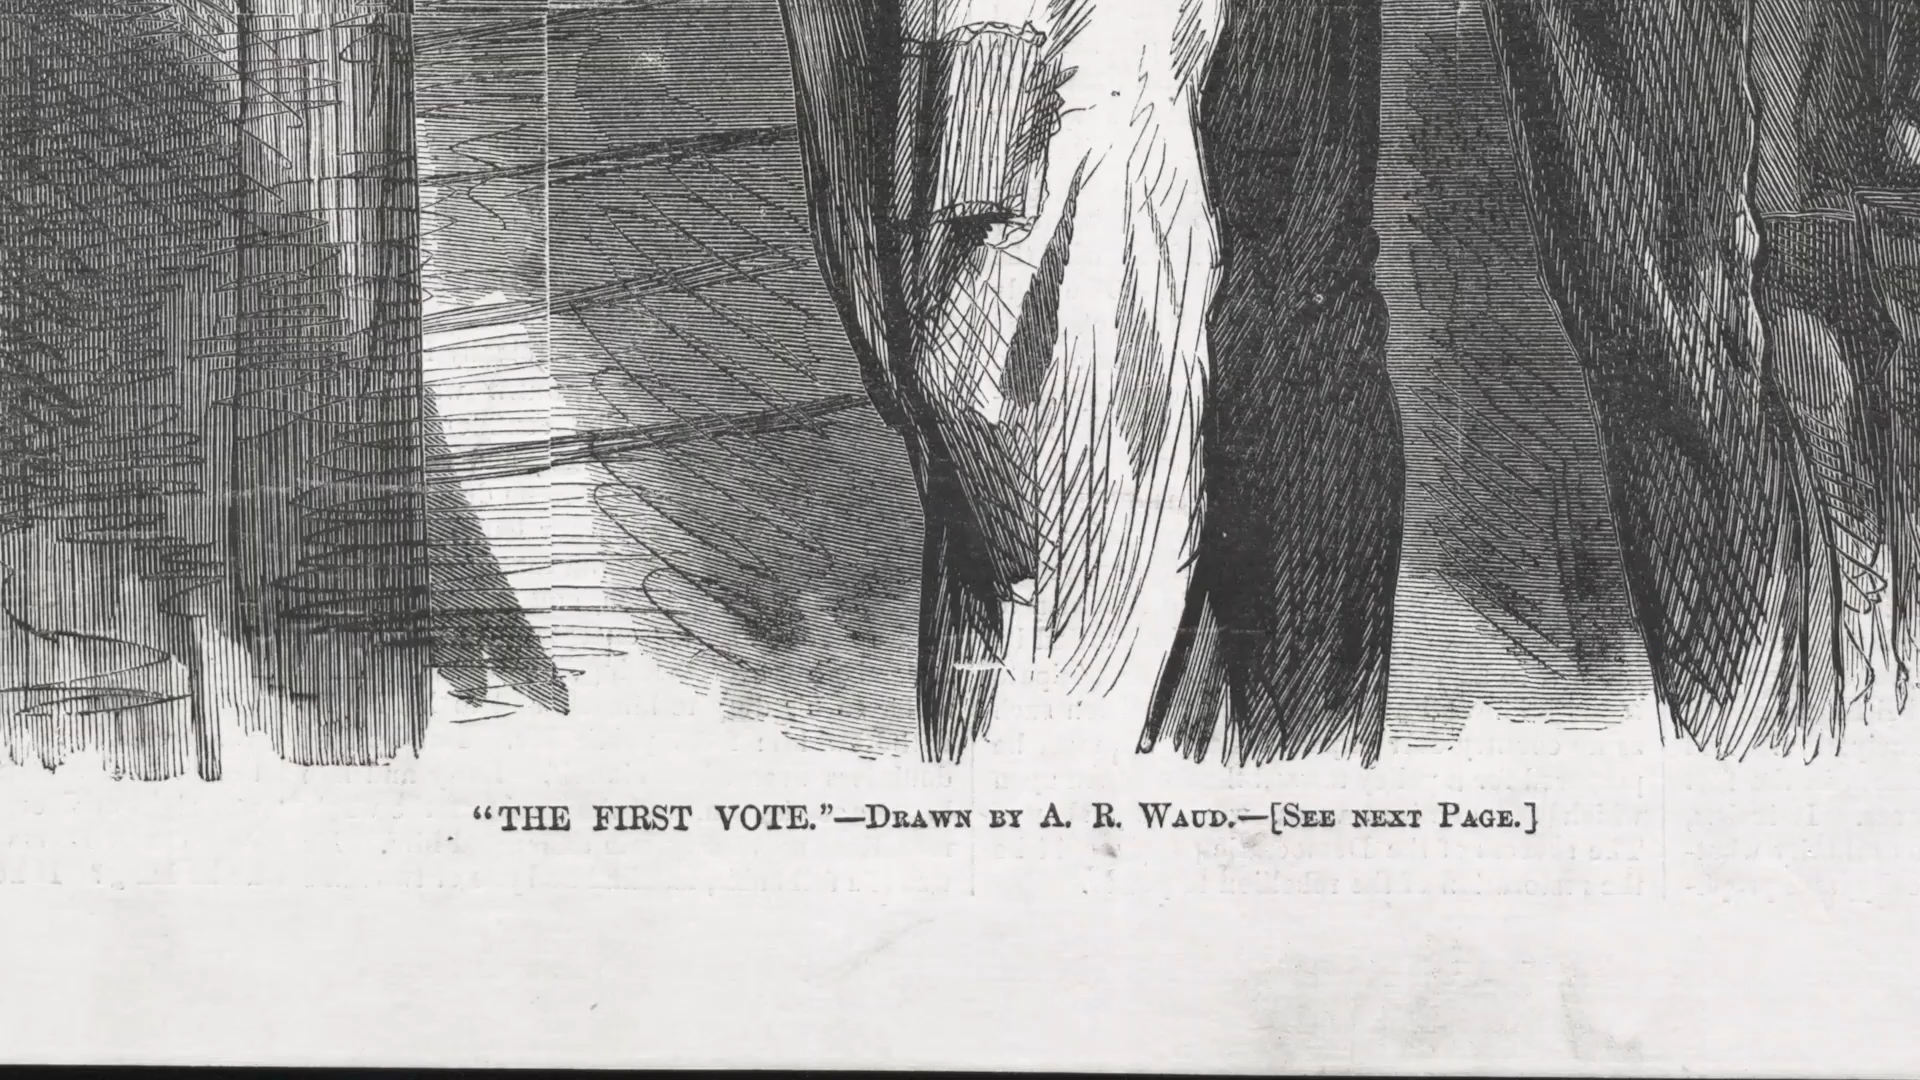 “THE FIRST VOTE.”—Drawn by A. R. Waud.—[See next Page.]